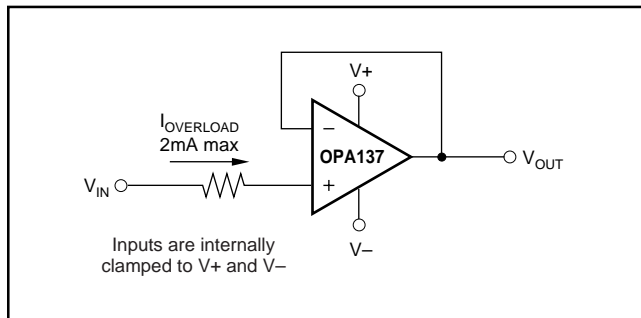 V+
I_OVERLOAD
2mA max
−
OPA137
V_OUT
V_IN
+
Inputs are internally
clamped to V+ and V–
V–